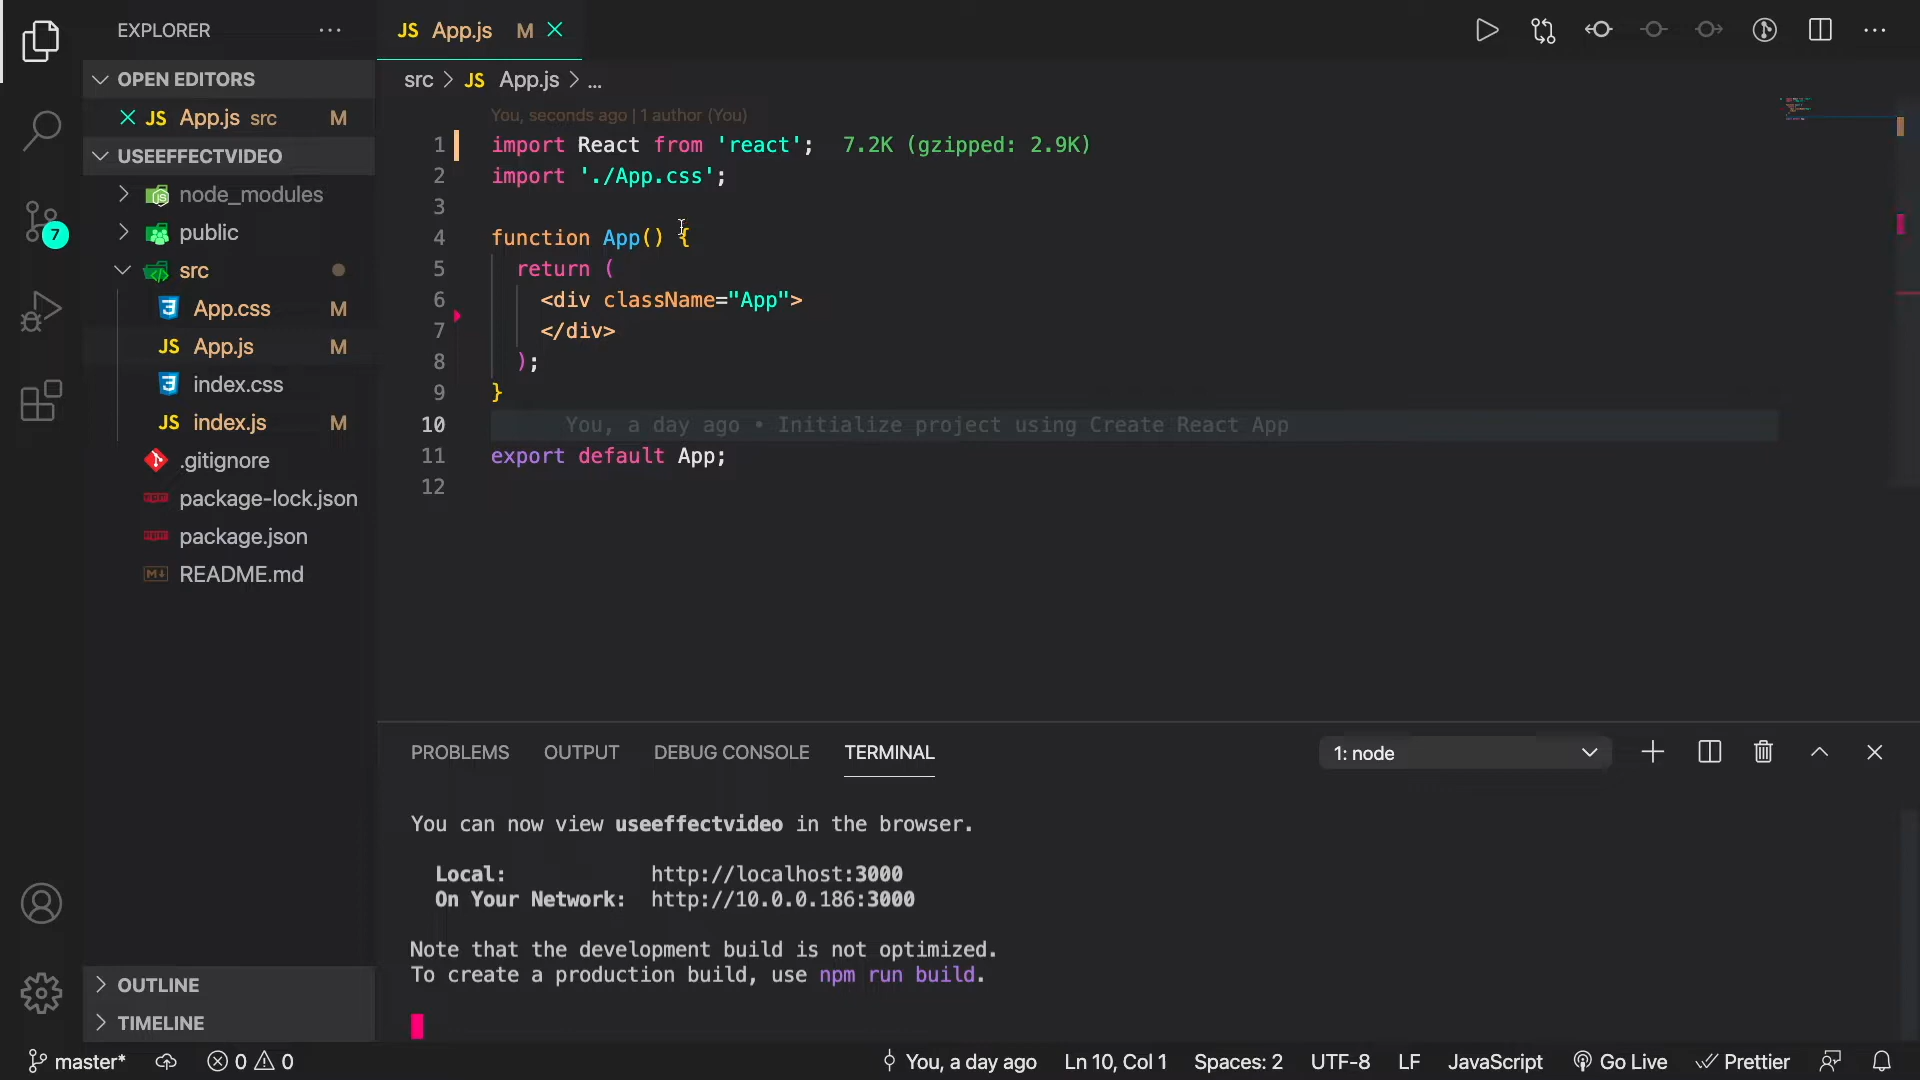 EXPLORER
OPEN EDITORS
JS App.js src M
USEEFFECTVIDEO
node_modules
public
src
App.css M
JS App.js M
index.css
JS index.js M
.gitignore
package-lock.json
package.json
README.md
OUTLINE
TIMELINE
7
JS App.js M
src > JS App.js > ...
You, seconds ago | 1 author (You)
1 import React from 'react'; 7.2K (gzipped: 2.9K)
2 import './App.css';
3
4 function App() {
5 return (
6 <div className="App">
7 </div>
8 );
9 }
10 You, a day ago • Initialize project using Create React App
11 export default App;
12
PROBLEMS OUTPUT DEBUG CONSOLE TERMINAL 1: node
You can now view useeffectvideo in the browser.
Local: http://localhost:3000
On Your Network: http://10.0.0.186:3000
Note that the development build is not optimized.
To create a production build, use npm run build.
master* 0 0 You, a day ago Ln 10, Col 1 Spaces: 2 UTF-8 LF JavaScript Go Live Prettier